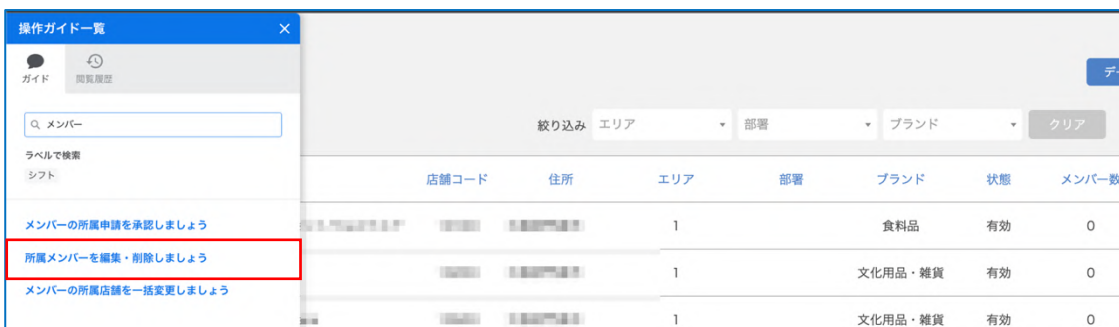 操作ガイド一覧 ×
ガイド 閲覧履歴
デー
メンバー
絞り込み エリア 部署 ブランド クリア
ラベルで検索
シフト
店舗コード 住所 エリア 部署 ブランド 状態 メンバー数
メンバーの所属申請を承認しましょう
1 食料品 有効 0
所属メンバーを編集・削除しましょう
1 文化用品・雑貨 有効 0
メンバーの所属店舗を一括変更しましょう
1 文化用品・雑貨 有効 0